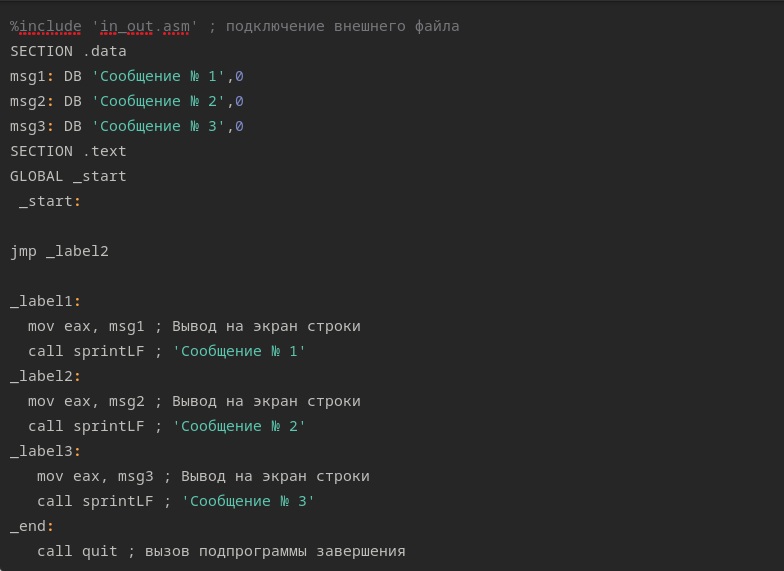 %include 'in_out.asm' ; подключение внешнего файла
SECTION .data
msg1: DB 'Сообщение № 1',0
msg2: DB 'Сообщение № 2',0
msg3: DB 'Сообщение № 3',0
SECTION .text
GLOBAL _start
 _start:
jmp _label2
_label1:
  mov eax, msg1 ; Вывод на экран строки
  call sprintLF ; 'Сообщение № 1'
_label2:
  mov eax, msg2 ; Вывод на экран строки
  call sprintLF ; 'Сообщение № 2'
_label3:
   mov eax, msg3 ; Вывод на экран строки
   call sprintLF ; 'Сообщение № 3'
_end:
   call quit ; вызов подпрограммы завершения